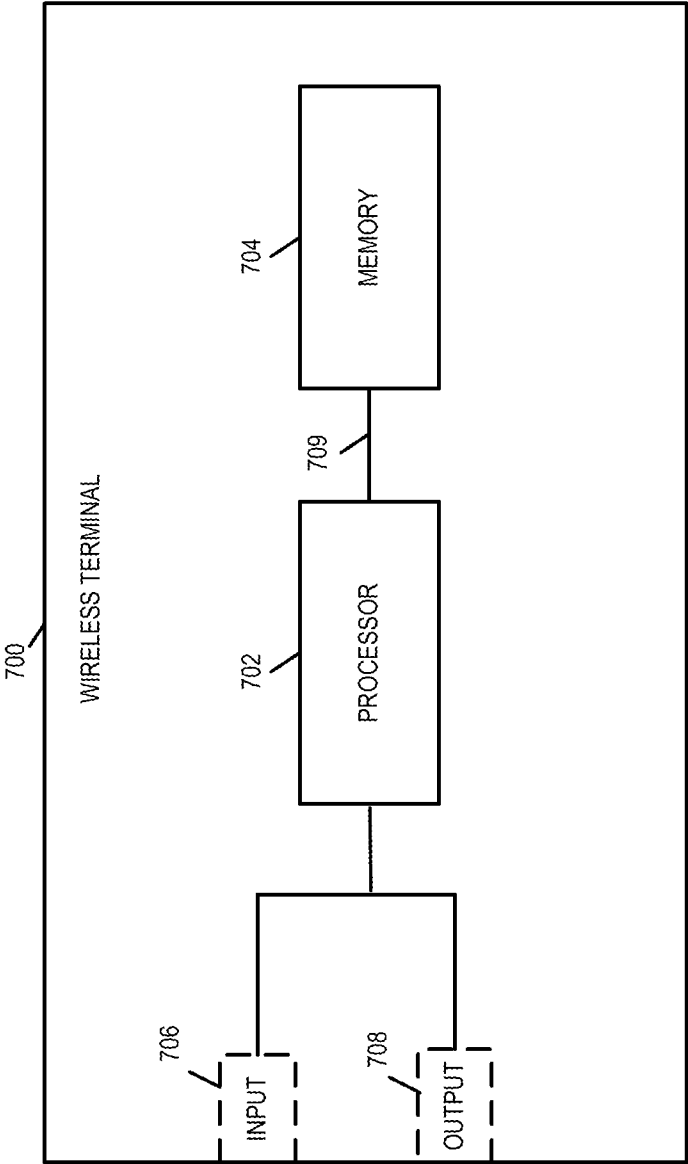 700
WIRELESS TERMINAL
706
INPUT
708
OUTPUT
702
PROCESSOR
709
704
MEMORY